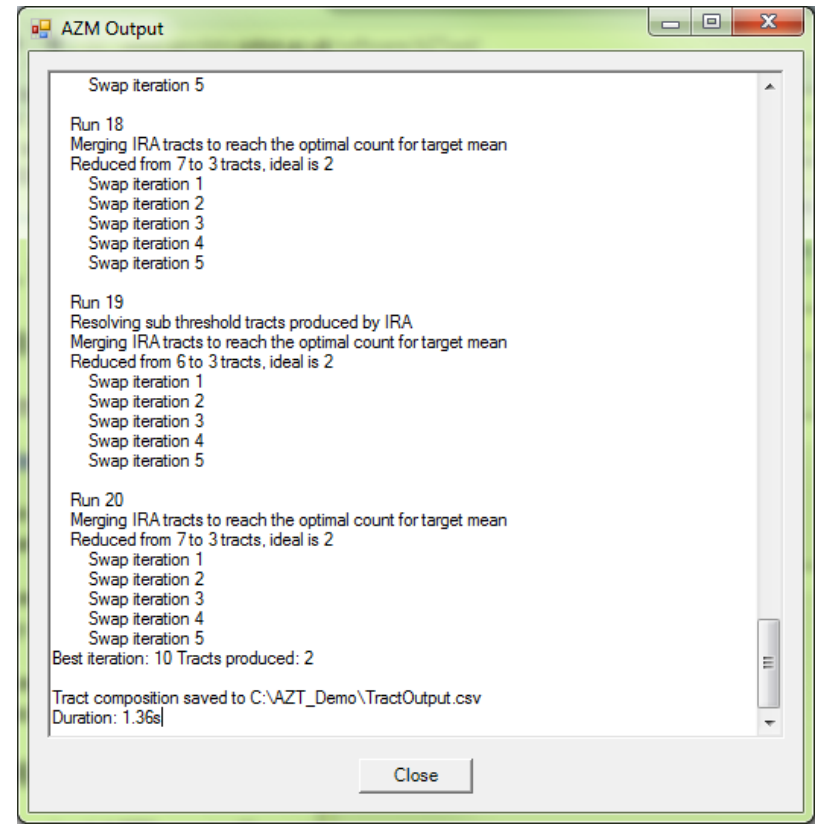 AZM Output
Swap iteration 5
Run 18
Merging IRA tracts to reach the optimal count for target mean
Reduced from 7 to 3 tracts, ideal is 2
Swap iteration 1
Swap iteration 2
Swap iteration 3
Swap iteration 4
Swap iteration 5
Run 19
Resolving sub threshold tracts produced by IRA
Merging IRA tracts to reach the optimal count for target mean
Reduced from 6 to 3 tracts, ideal is 2
Swap iteration 1
Swap iteration 2
Swap iteration 3
Swap iteration 4
Swap iteration 5
Run 20
Merging IRA tracts to reach the optimal count for target mean
Reduced from 7 to 3 tracts, ideal is 2
Swap iteration 1
Swap iteration 2
Swap iteration 3
Swap iteration 4
Swap iteration 5
Best iteration: 10 Tracts produced: 2
Tract composition saved to C:\AZT_Demo\TractOutput.csv
Duration: 1.36s
Close